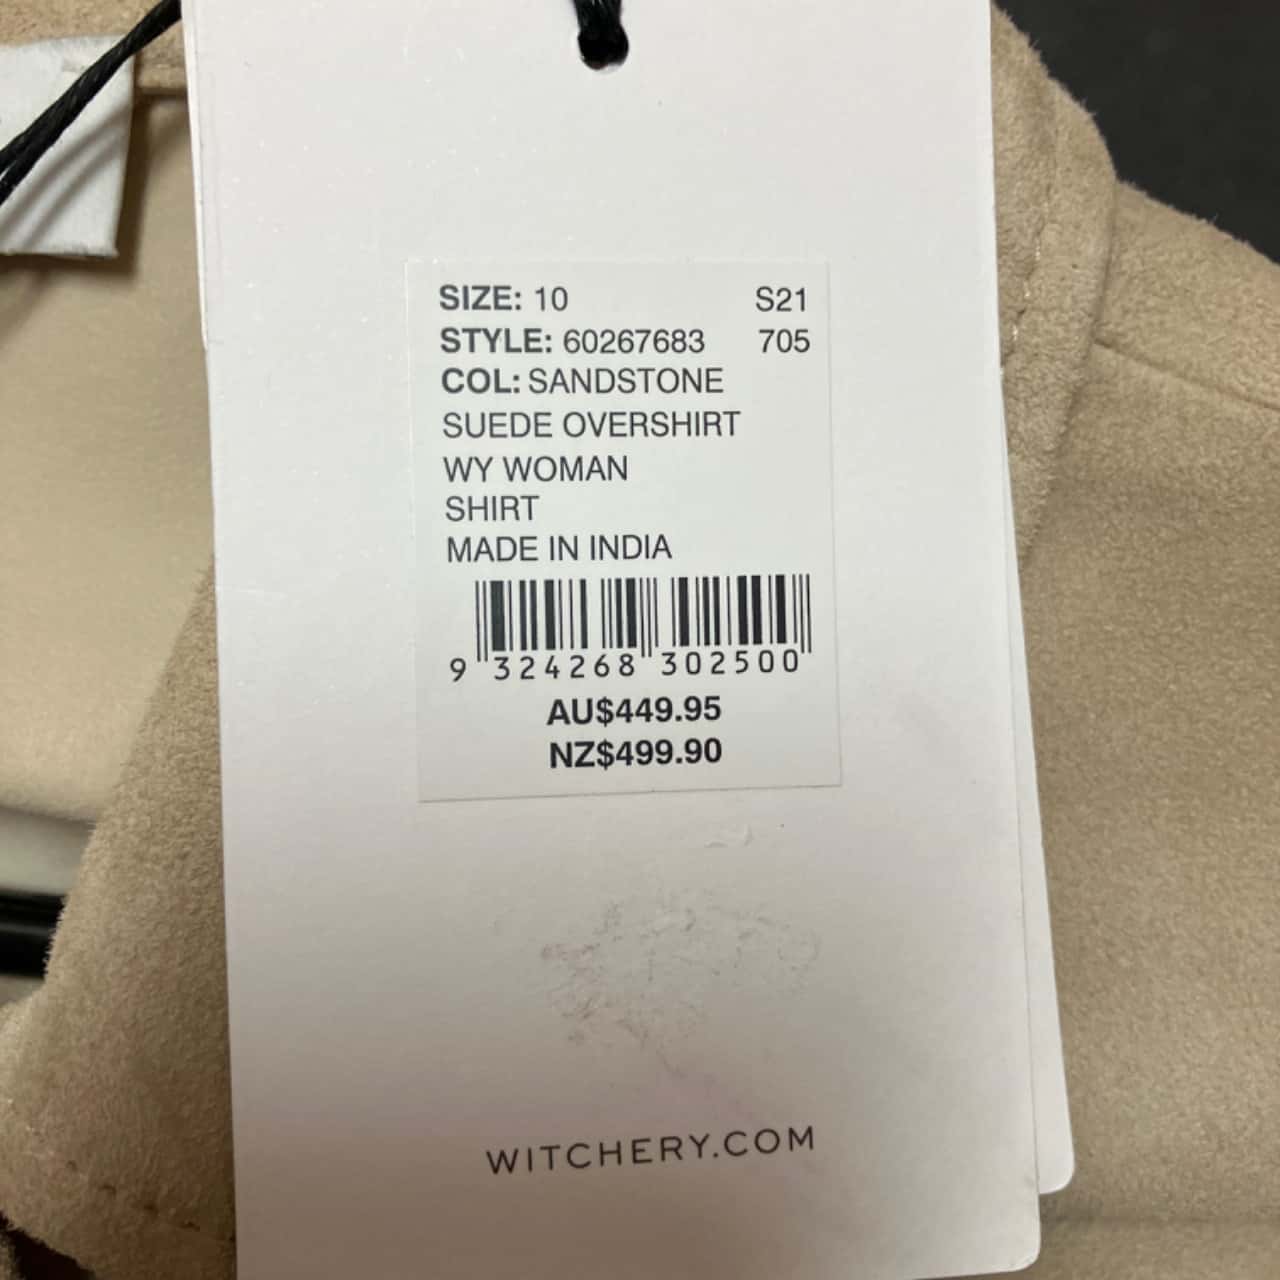 SIZE: 10 S21
STYLE: 60267683 705
COL: SANDSTONE
SUEDE OVERSHIRT
WY WOMAN
SHIRT
MADE IN INDIA
9 324268 302500
AU$449.95
NZ$499.90
WITCHERY.COM